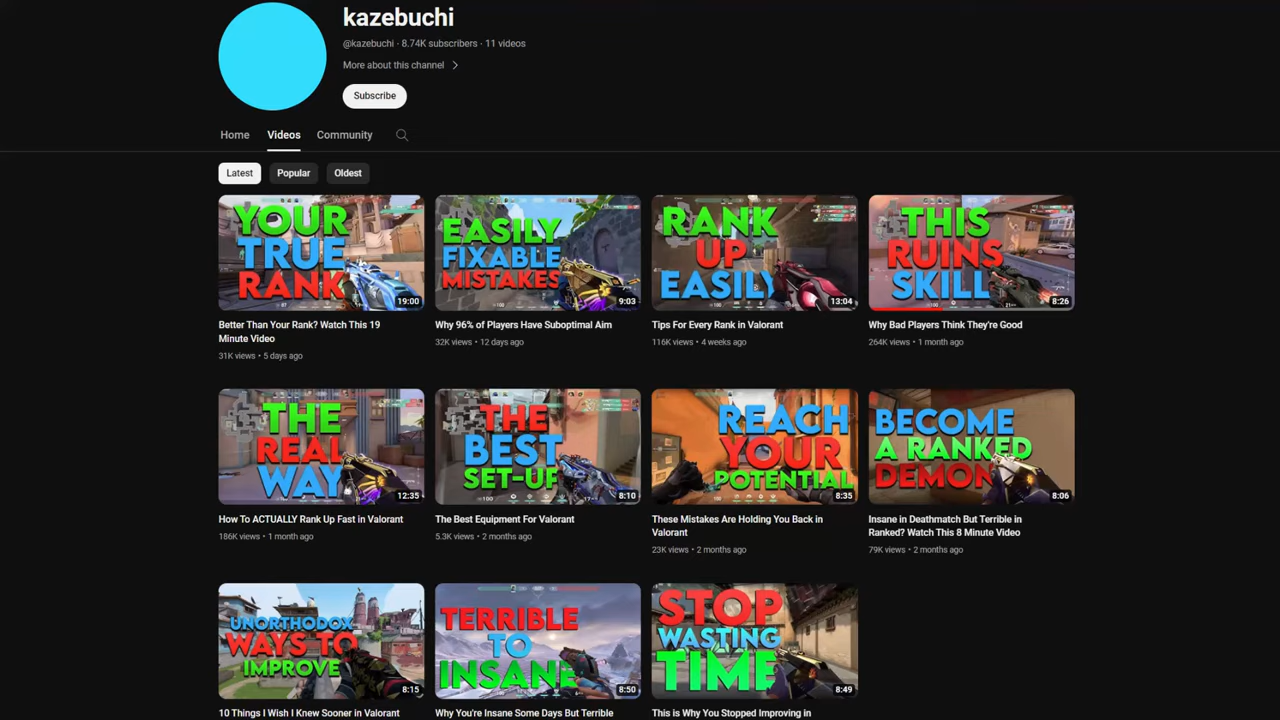 kazebuchi
@kazebuchi · 8.74K subscribers · 11 videos
More about this channel
Subscribe
Home Videos Community
Latest Popular Oldest
YOUR
TRUE
RANK
19:00
EASILY
FIXABLE
MISTAKES
9:03
RANK
UP
EASILY
13:04
THIS
RUINS
SKILL
8:26
Better Than Your Rank? Watch This 19
Minute Video
31K views • 5 days ago
Why 96% of Players Have Suboptimal Aim
32K views • 12 days ago
Tips For Every Rank in Valorant
116K views • 4 weeks ago
Why Bad Players Think They're Good
264K views • 1 month ago
THE
REAL
WAY
12:35
THE
BEST
SET-UP
8:10
REACH
YOUR
POTENTIAL
8:35
BECOME
A RANKED
DEMON
8:06
How To ACTUALLY Rank Up Fast in Valorant
186K views • 1 month ago
The Best Equipment For Valorant
5.3K views • 2 months ago
These Mistakes Are Holding You Back in
Valorant
23K views • 2 months ago
Insane in Deathmatch But Terrible in
Ranked? Watch This 8 Minute Video
79K views • 2 months ago
UNORTHODOX
WAYS TO
IMPROVE
8:15
TERRIBLE
TO
INSANE
8:50
STOP
WASTING
TIME
8:49
10 Things I Wish I Knew Sooner in Valorant
Why You're Insane Some Days But Terrible
This is Why You Stopped Improving in